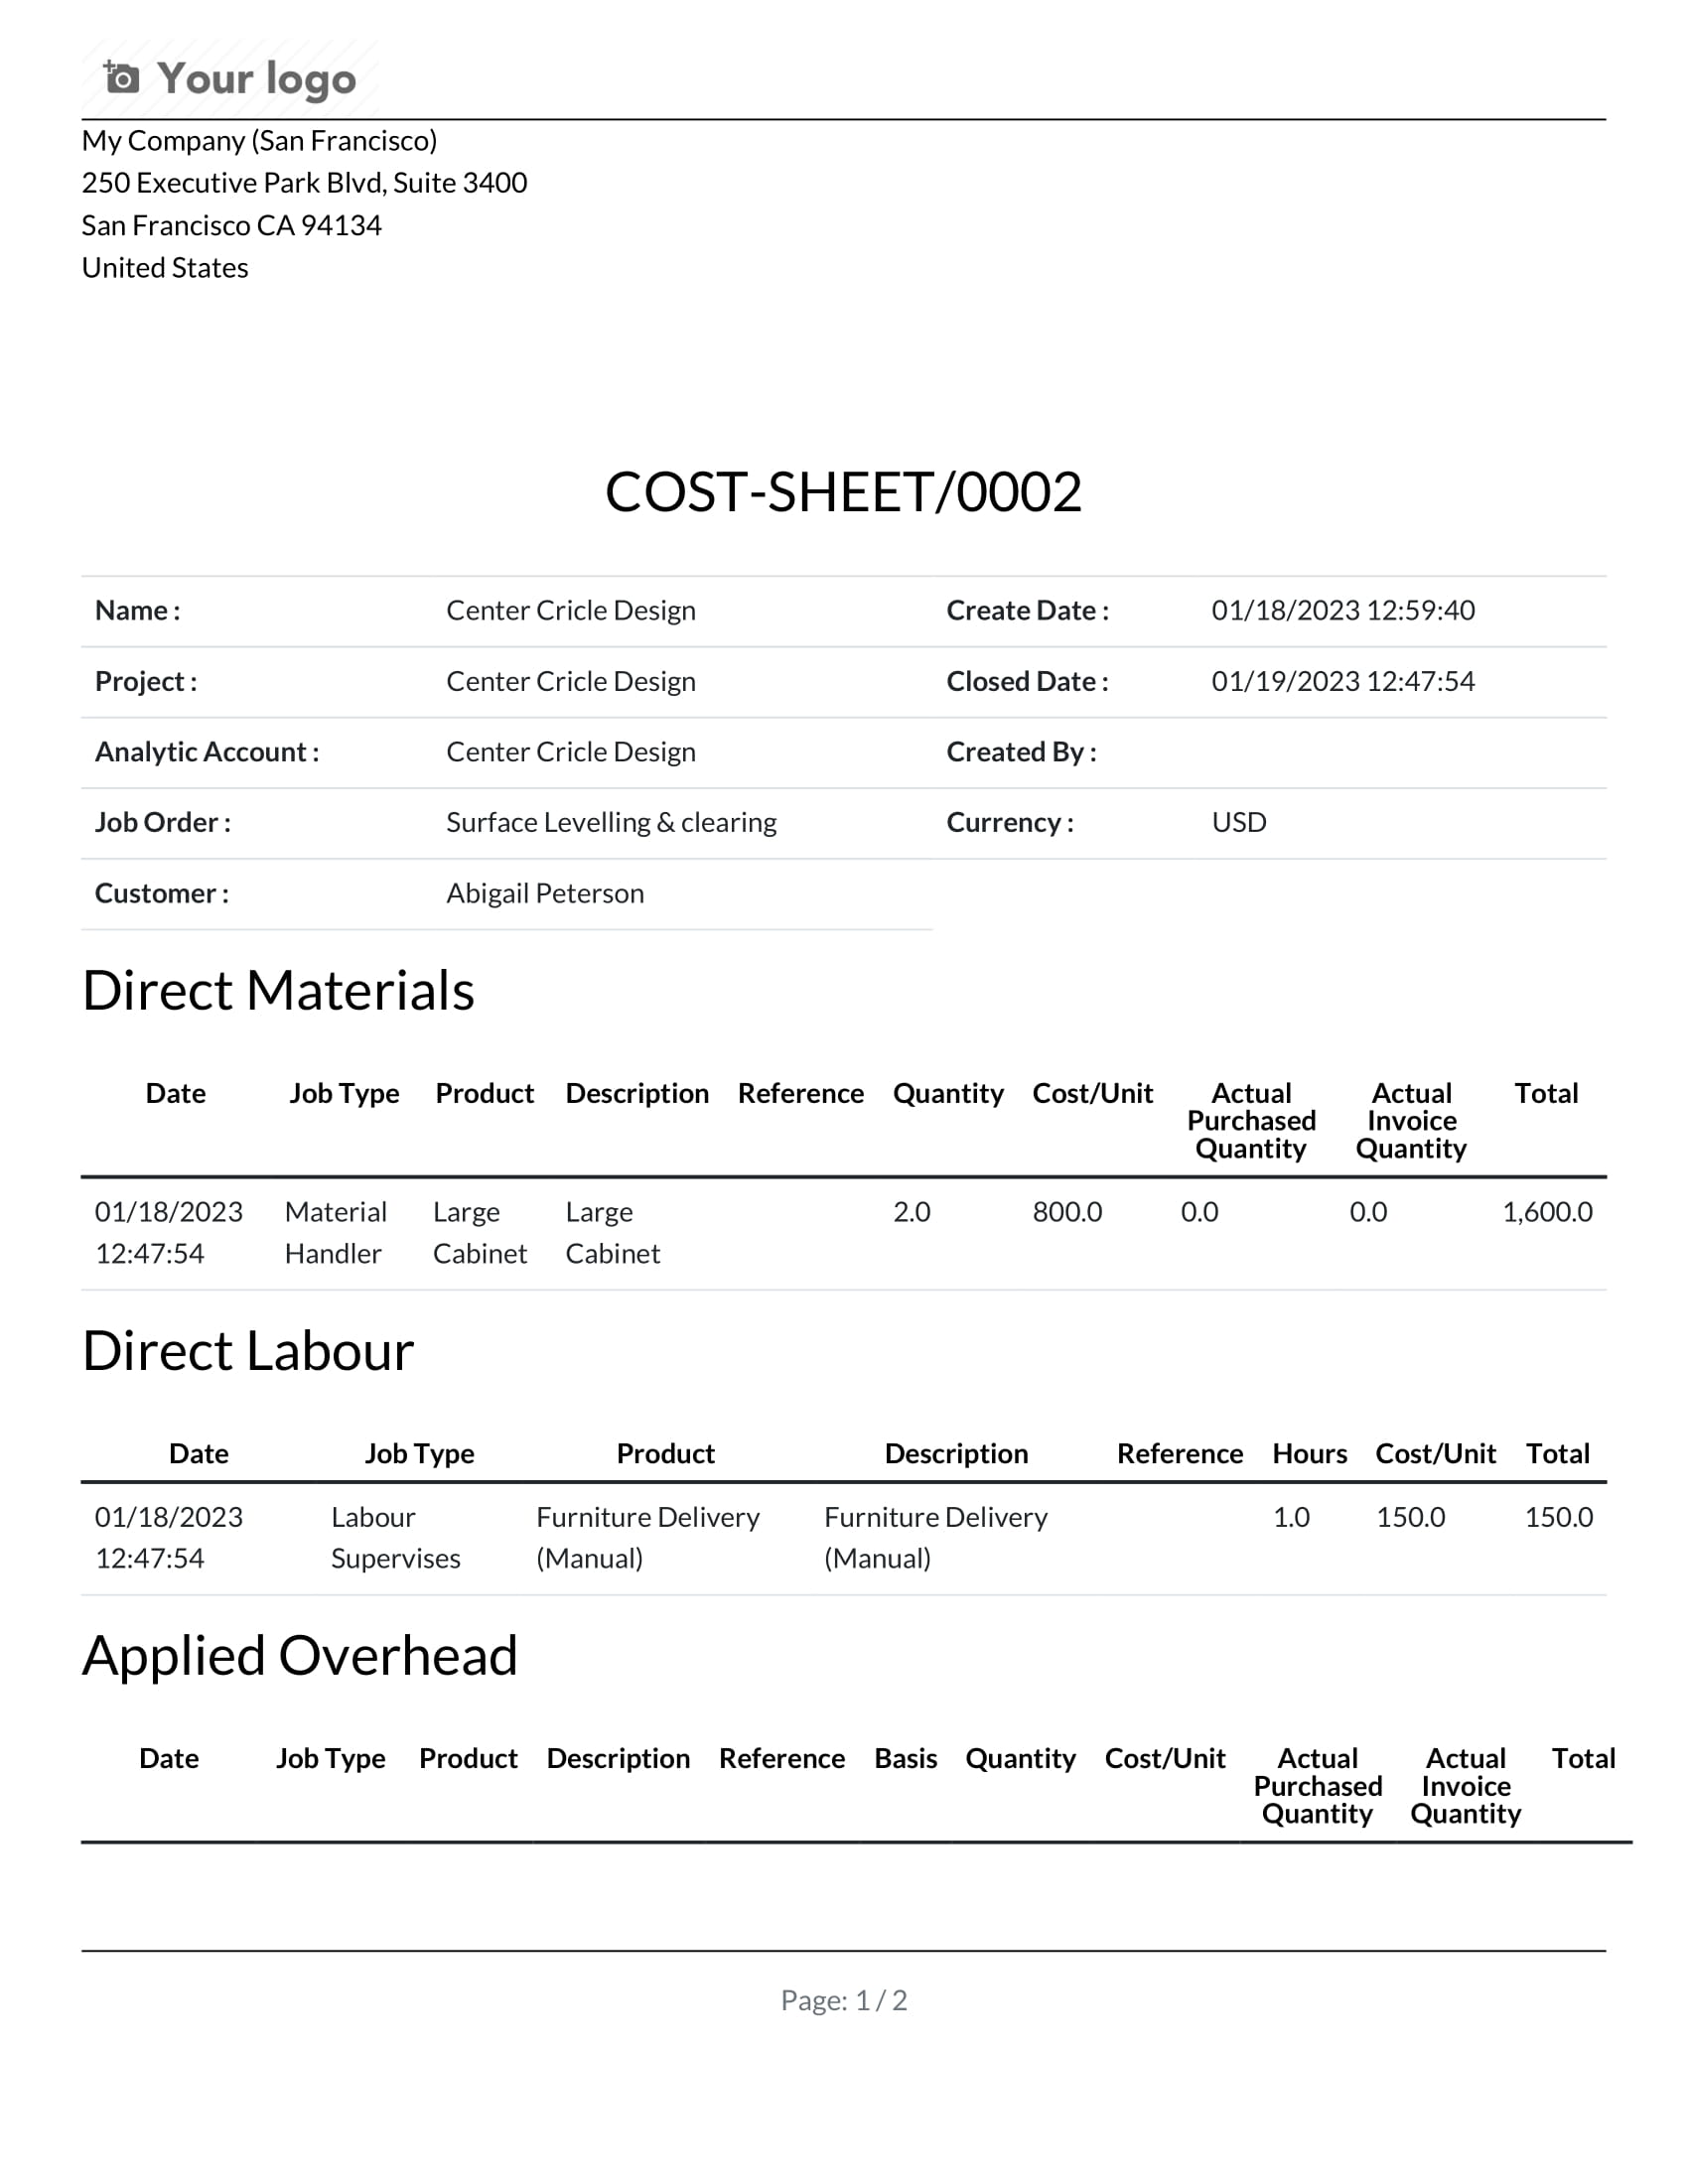 Your logo
My Company (San Francisco)
250 Executive Park Blvd, Suite 3400
San Francisco CA 94134
United States
COST-SHEET/0002
Name : Center Cricle Design Create Date : 01/18/2023 12:59:40
Project : Center Cricle Design Closed Date : 01/19/2023 12:47:54
Analytic Account : Center Cricle Design Created By :
Job Order : Surface Levelling & clearing Currency : USD
Customer : Abigail Peterson
Direct Materials
Date Job Type Product Description Reference Quantity Cost/Unit Actual Actual Total
Purchased Invoice
Quantity Quantity
01/18/2023 Material Large Large 2.0 800.0 0.0 0.0 1,600.0
12:47:54 Handler Cabinet Cabinet
Direct Labour
Date Job Type Product Description Reference Hours Cost/Unit Total
01/18/2023 Labour Furniture Delivery Furniture Delivery 1.0 150.0 150.0
12:47:54 Supervises (Manual) (Manual)
Applied Overhead
Date Job Type Product Description Reference Basis Quantity Cost/Unit Actual Actual Total
Purchased Invoice
Quantity Quantity
Page: 1 / 2